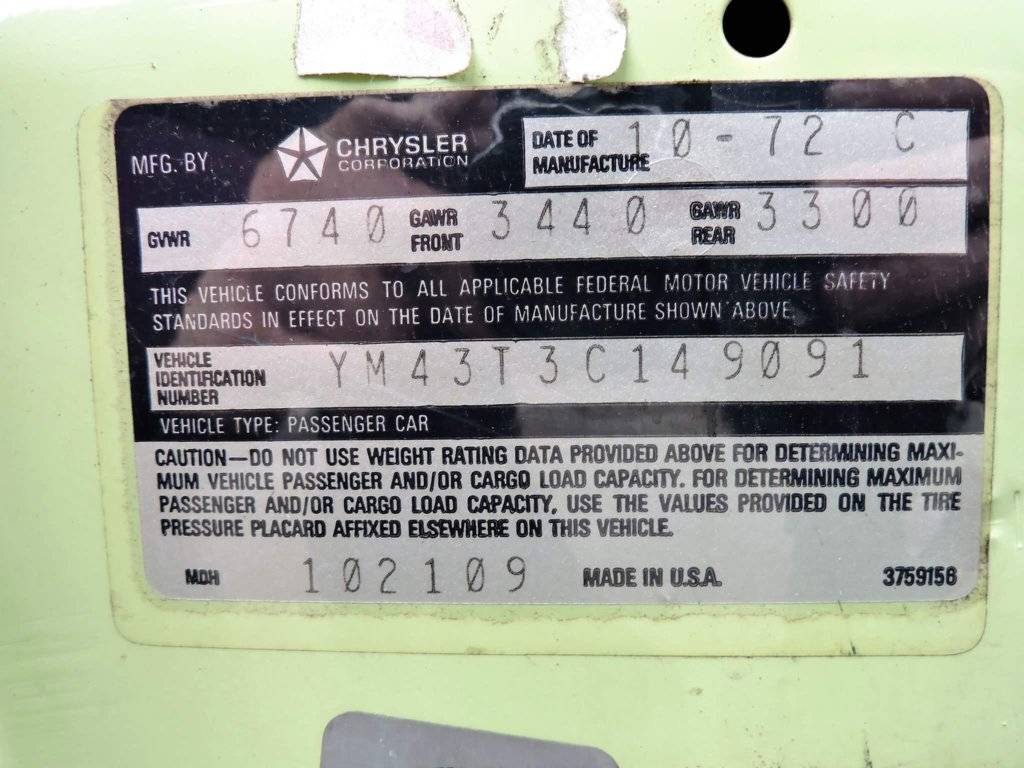 MFG. BY CHRYSLER CORPORATION DATE OF MANUFACTURE 10-72 C
GVWR 6740 GAWR FRONT 3440 GAWR REAR 3300
THIS VEHICLE CONFORMS TO ALL APPLICABLE FEDERAL MOTOR VEHICLE SAFETY
STANDARDS IN EFFECT ON THE DATE OF MANUFACTURE SHOWN ABOVE.
VEHICLE IDENTIFICATION NUMBER YM43T3C149091
VEHICLE TYPE: PASSENGER CAR
CAUTION—DO NOT USE WEIGHT RATING DATA PROVIDED ABOVE FOR DETERMINING MAXI-
MUM VEHICLE PASSENGER AND/OR CARGO LOAD CAPACITY. FOR DETERMINING MAXIMUM
PASSENGER AND/OR CARGO LOAD CAPACITY, USE THE VALUES PROVIDED ON THE TIRE
PRESSURE PLACARD AFFIXED ELSEWHERE ON THIS VEHICLE.
MDH 102109 MADE IN U.S.A. 3759156